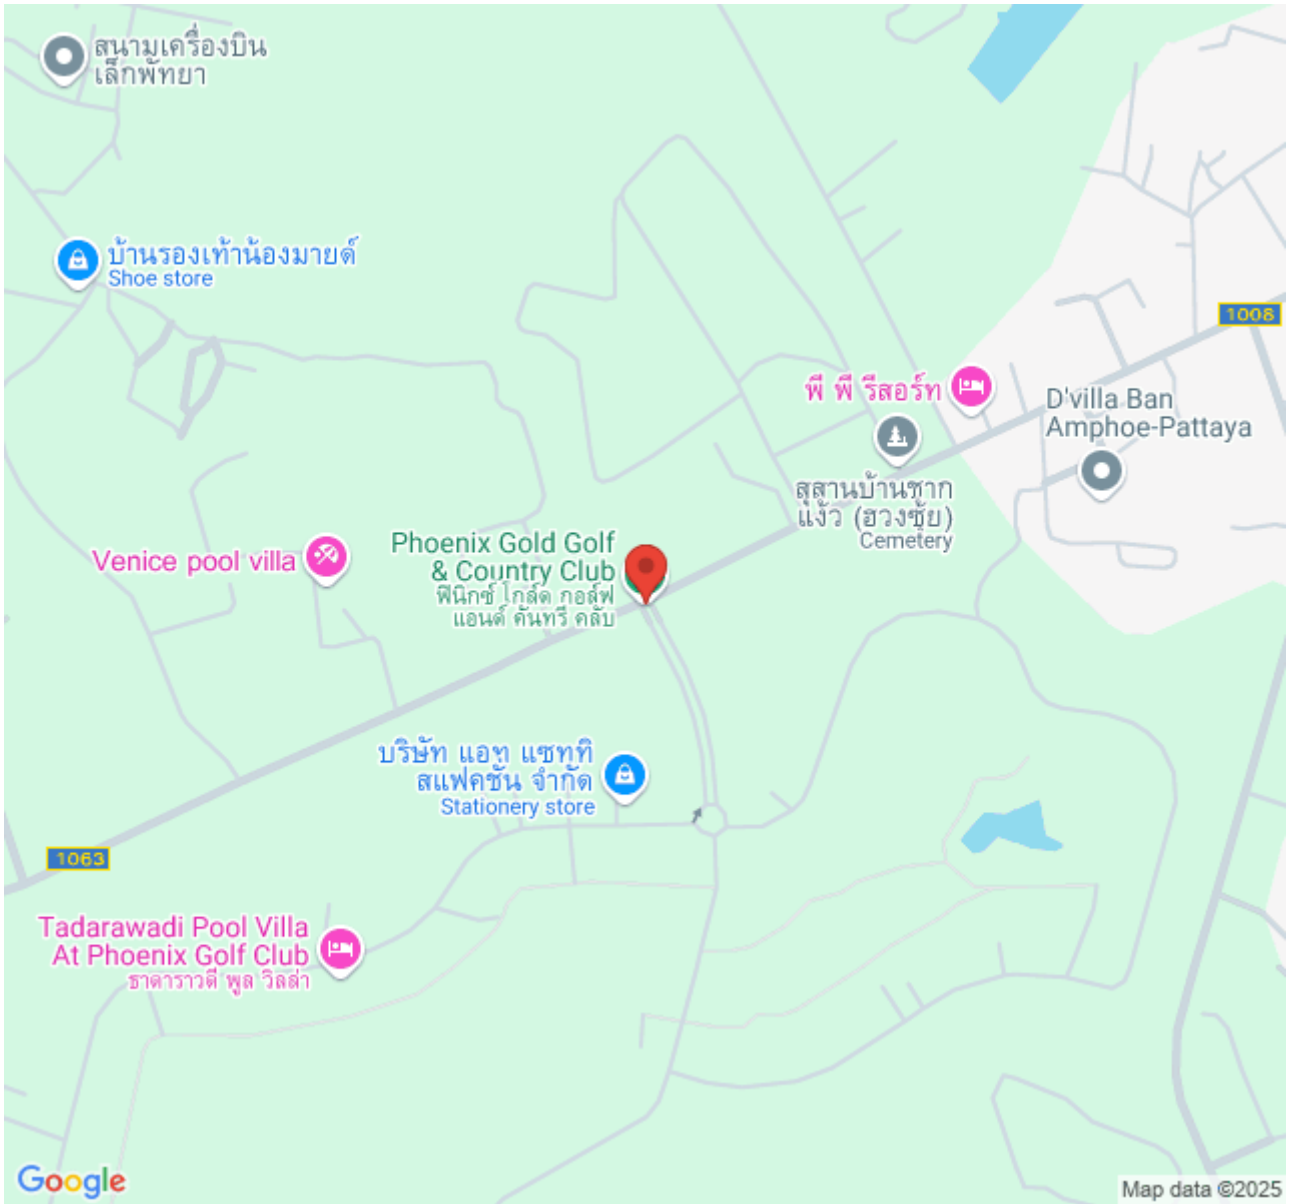 สนามเครื่องบิน
เล็กพัทยา
บ้านรองเท้าน้องมายด์
Shoe store
1008
พี พี รีสอร์ท
D'villa Ban
Amphoe-Pattaya
สุสานบ้านชาก
แง้ว (ฮวงซุ้ย)
Cemetery
Phoenix Gold Golf
& Country Club
ฟีนิกซ์ โกล์ด กอล์ฟ
แอนด์ คันทรี คลับ
Venice pool villa
บริษัท แอท แซททิ
สแฟคชั่น จำกัด
Stationery store
1063
Tadarawadi Pool Villa
At Phoenix Golf Club
ธาดาราวดี พูล วิลล่า
Google
Map data ©2025